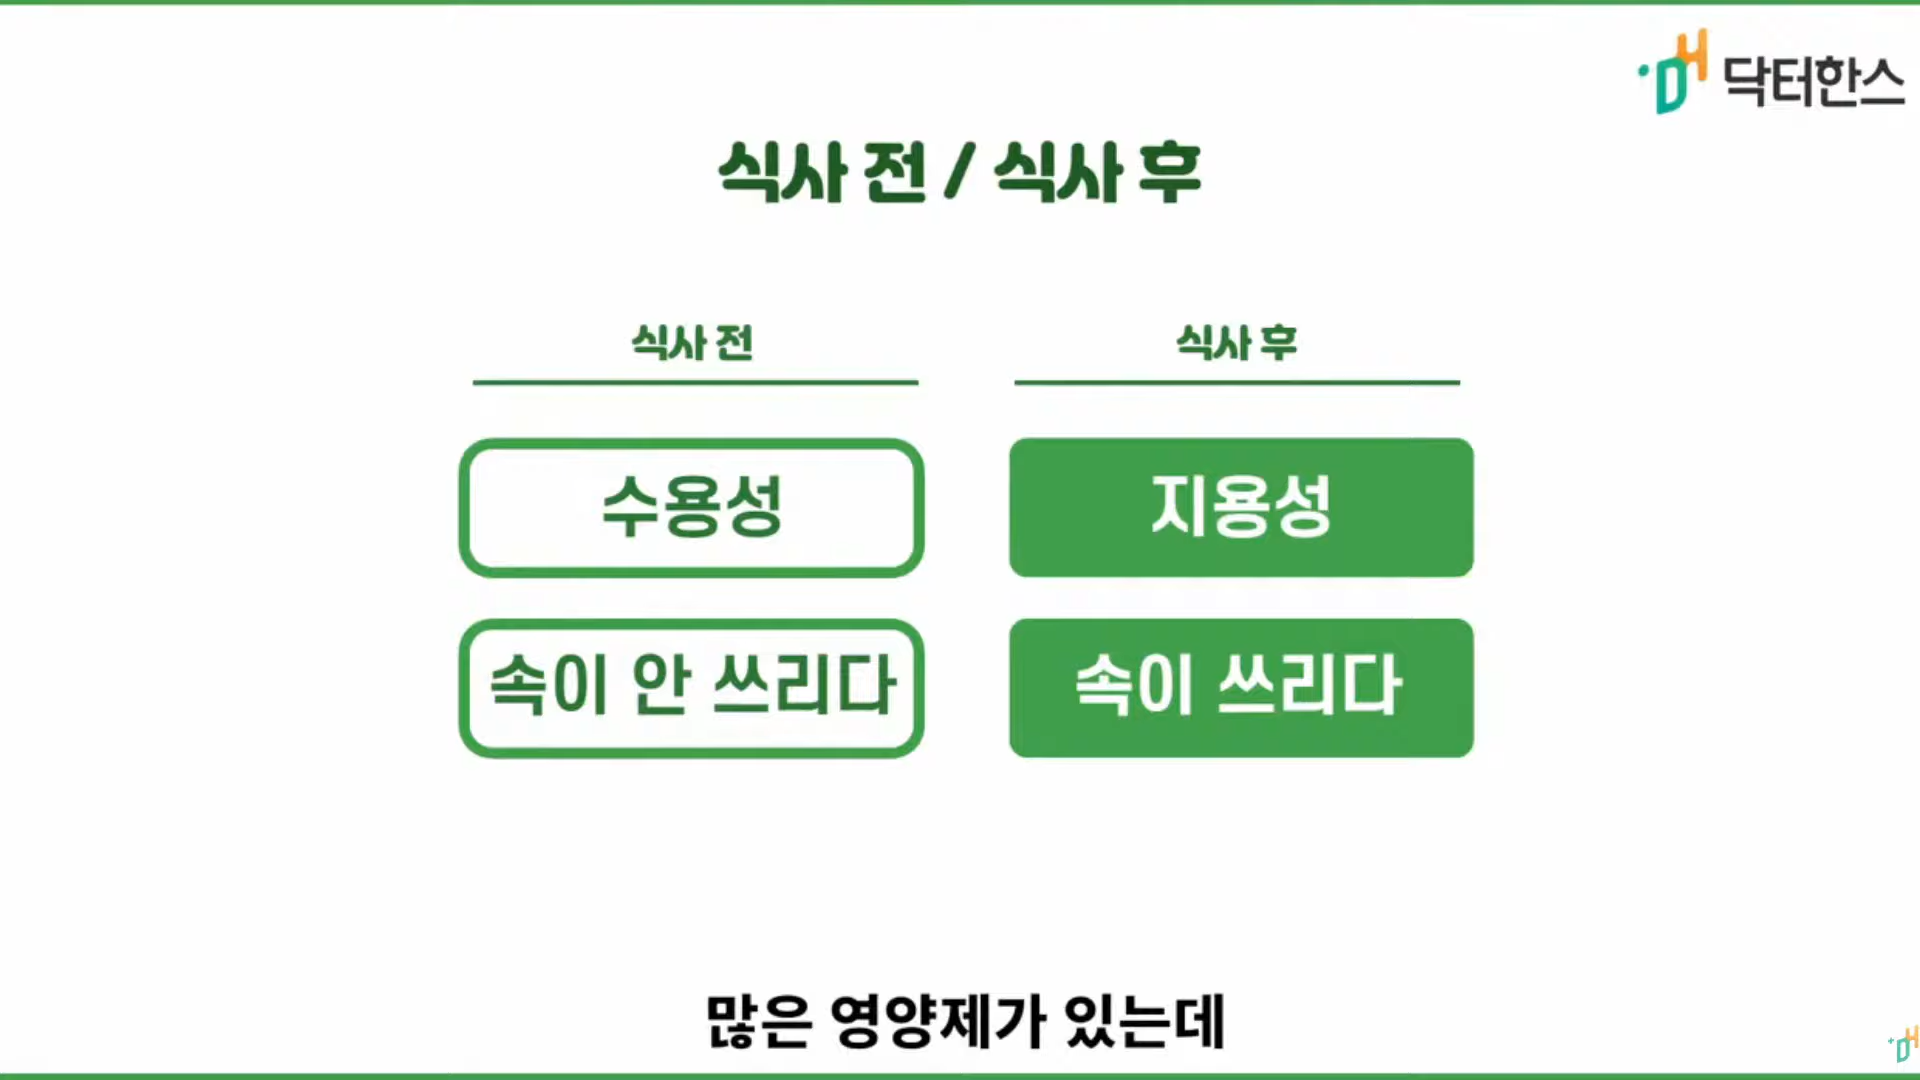 닥터한스
식사 전 / 식사 후
식사 전
식사 후
수용성
지용성
속이 안 쓰리다
속이 쓰리다
많은 영양제가 있는데